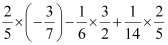 2/5 × (−3/7) − 1/6 × 3/2 + 1/14 × 2/5